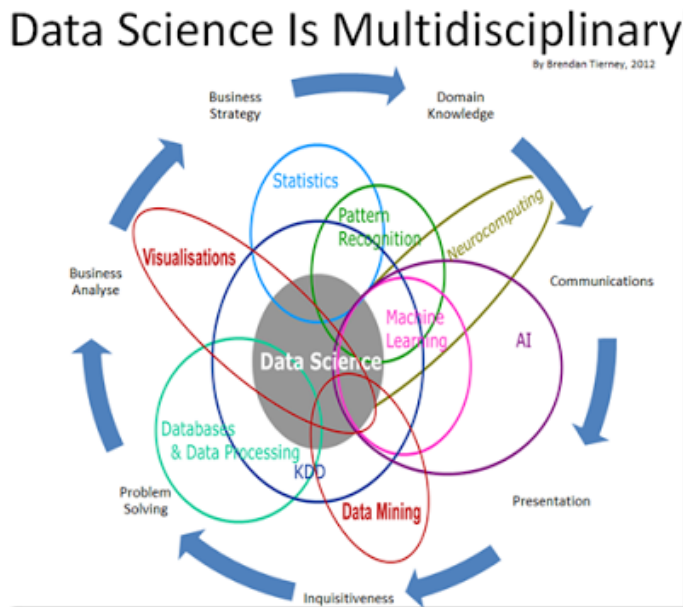 Data Science Is Multidisciplinary
By Brendan Tierney, 2012
Business
Strategy
Domain
Knowledge
Statistics
Pattern
Recognition
Neurocomputing
Visualisations
Business
Analyse
Communications
Machine
Learning
AI
Data Science
Databases
& Data Processing
KDD
Problem
Solving
Data Mining
Presentation
Inquisitiveness